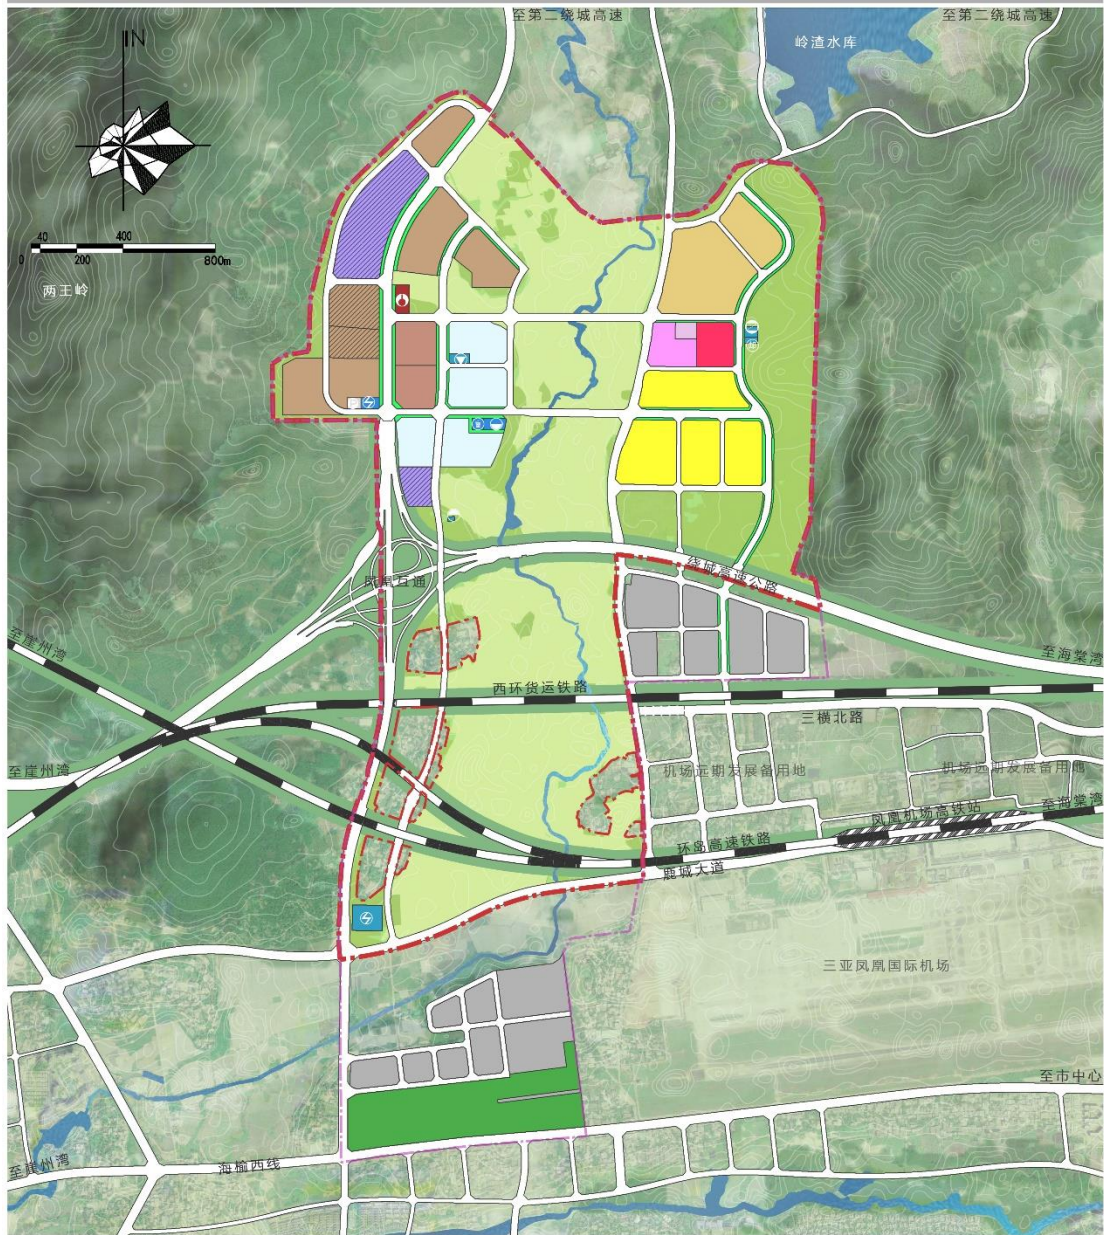 至第二绕城高速
至第二绕城高速
岭渣水库
N
40
400
0
200
800m
两王岭
P
绕城高速公路
凤凰互通
至崖州湾
至海棠湾
西环货运铁路
三横北路
至崖州湾
机场远期发展备用地
机场远期发展备用地
至海棠湾
凤凰机场高铁站
环岛高速铁路
鹿城大道
三亚凤凰国际机场
至市中心
至崖州湾
海榆西线